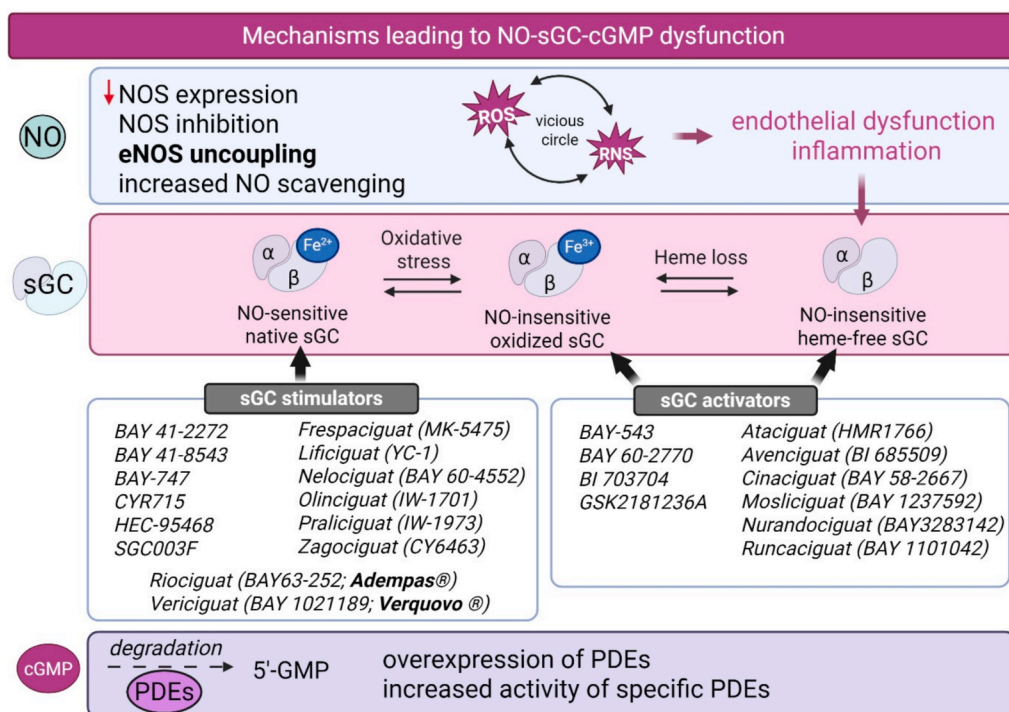 Mechanisms leading to NO-sGC-cGMP dysfunction
NO
↓ NOS expression
NOS inhibition
eNOS uncoupling
increased NO scavenging
ROS
vicious
circle
RNS
endothelial dysfunction
inflammation
sGC
α
β
Fe2+
NO-sensitive
native sGC
Oxidative
stress
α
β
Fe3+
NO-insensitive
oxidized sGC
Heme loss
α
β
NO-insensitive
heme-free sGC
sGC stimulators
BAY 41-2272
BAY 41-8543
BAY-747
CYR715
HEC-95468
SGC003F
Frespaciguat (MK-5475)
Lificiguat (YC-1)
Nelociguat (BAY 60-4552)
Olinciguat (IW-1701)
Praliciguat (IW-1973)
Zagociguat (CY6463)
Riociguat (BAY63-252; Adempas®)
Vericiguat (BAY 1021189; Verquovo ®)
sGC activators
BAY-543
BAY 60-2770
BI 703704
GSK2181236A
Ataciguat (HMR1766)
Avenciguat (BI 685509)
Cinaciguat (BAY 58-2667)
Mosliciguat (BAY 1237592)
Nurandociguat (BAY3283142)
Runcaciguat (BAY 1101042)
cGMP
degradation
PDEs
5'-GMP
overexpression of PDEs
increased activity of specific PDEs